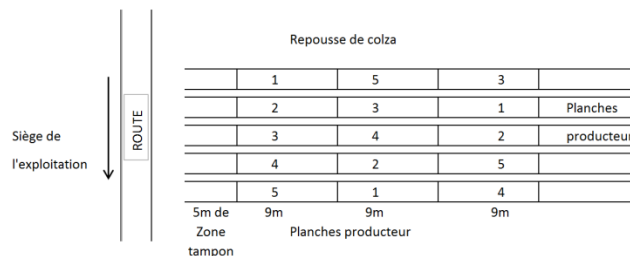 Repousse de colza
1 5 3
2 3 1 Planches
Siège de
ROUTE
3 4 2 producteur
l'exploitation
4 2 5
5 1 4
5m de 9m 9m 9m
Zone Planches producteur
tampon